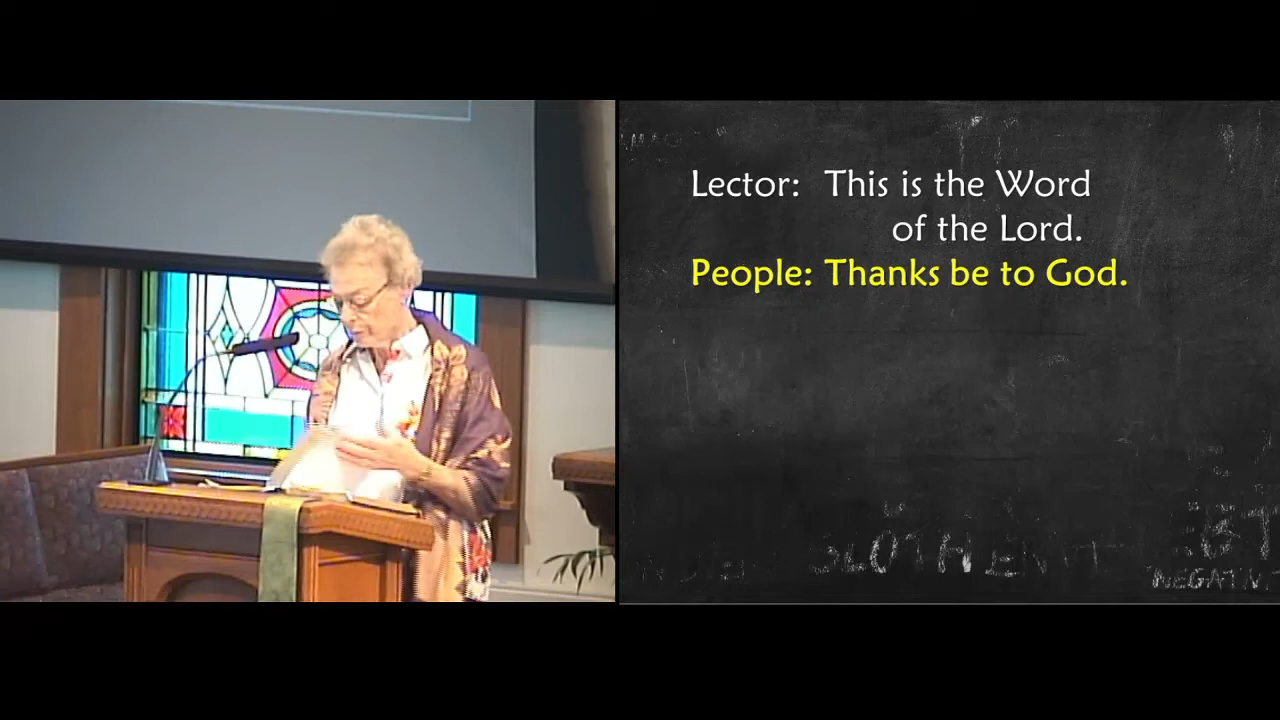 Lector: This is the Word
of the Lord.
People: Thanks be to God.